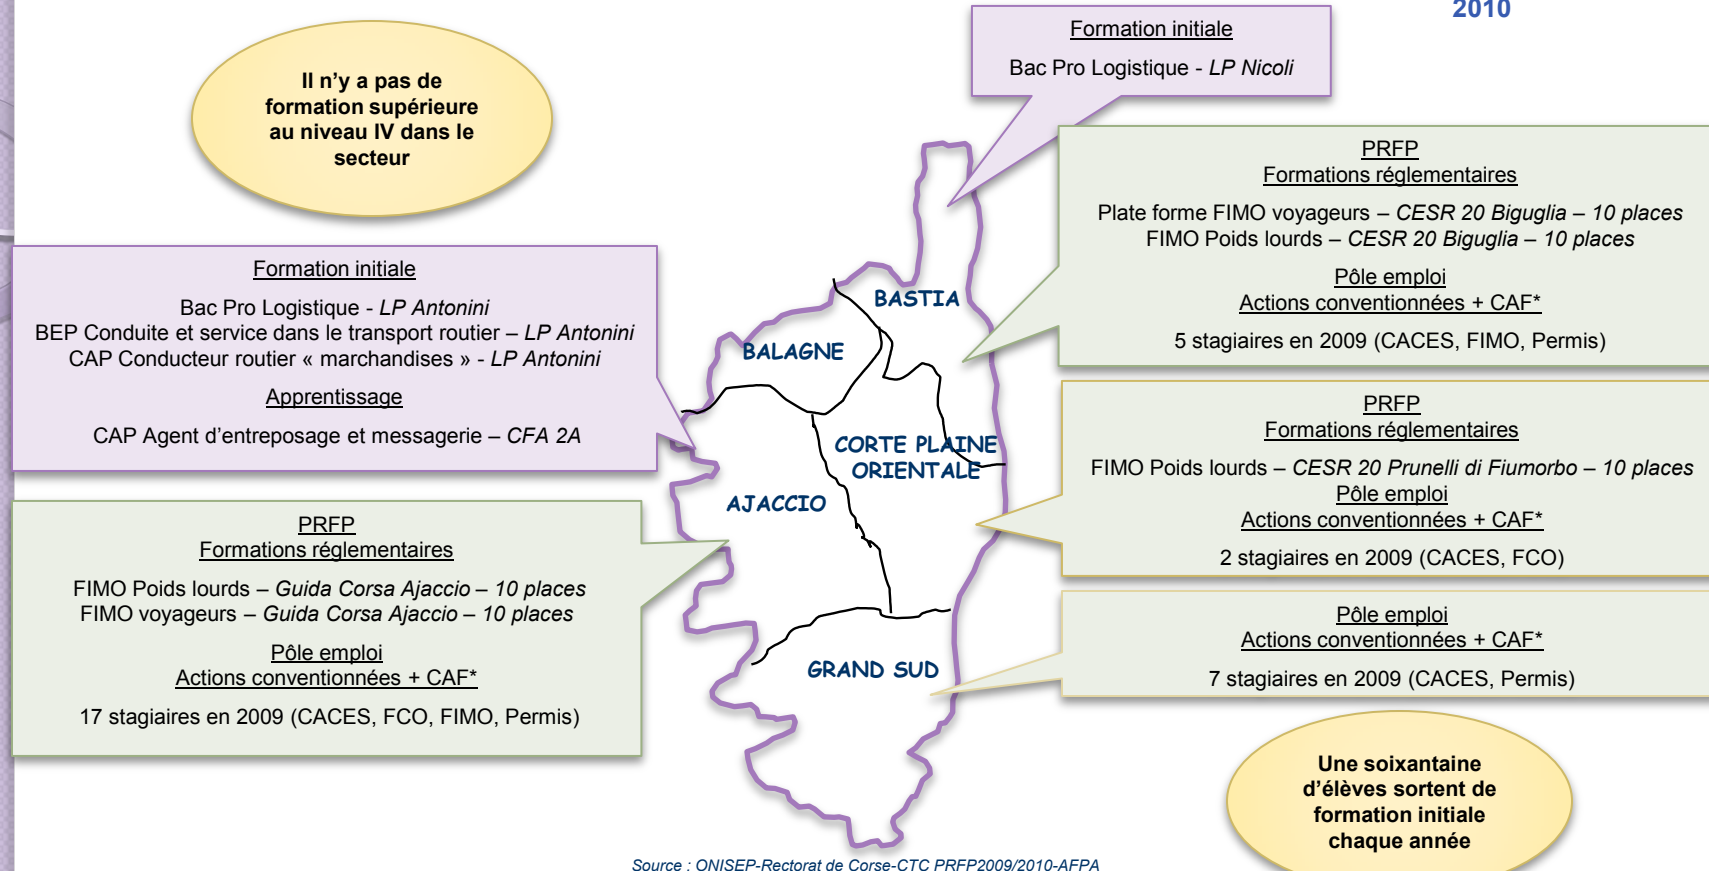 2010
Il n'y a pas de
formation supérieure
au niveau IV dans le
secteur
Formation initiale
Bac Pro Logistique - LP Nicoli
PRFP
Formations réglementaires
Plate forme FIMO voyageurs – CESR 20 Biguglia – 10 places
FIMO Poids lourds – CESR 20 Biguglia – 10 places
Pôle emploi
Actions conventionnées + CAF*
5 stagiaires en 2009 (CACES, FIMO, Permis)
Formation initiale
Bac Pro Logistique - LP Antonini
BEP Conduite et service dans le transport routier – LP Antonini
CAP Conducteur routier « marchandises » - LP Antonini
Apprentissage
CAP Agent d'entreposage et messagerie – CFA 2A
BASTIA
BALAGNE
CORTE PLAINE
ORIENTALE
AJACCIO
GRAND SUD
PRFP
Formations réglementaires
FIMO Poids lourds – CESR 20 Prunelli di Fiumorbo – 10 places
Pôle emploi
Actions conventionnées + CAF*
2 stagiaires en 2009 (CACES, FCO)
PRFP
Formations réglementaires
FIMO Poids lourds – Guida Corsa Ajaccio – 10 places
FIMO voyageurs – Guida Corsa Ajaccio – 10 places
Pôle emploi
Actions conventionnées + CAF*
17 stagiaires en 2009 (CACES, FCO, FIMO, Permis)
Pôle emploi
Actions conventionnées + CAF*
7 stagiaires en 2009 (CACES, Permis)
Une soixantaine
d'élèves sortent de
formation initiale
chaque année
Source : ONISEP-Rectorat de Corse-CTC PRFP2009/2010-AFPA